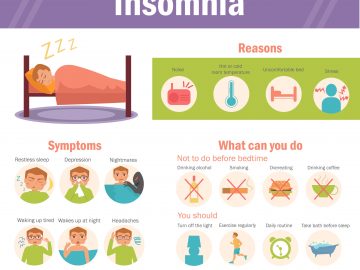 Insomnia
ZZZ
Reasons
Noise
Hot or cold
room temperature
Uncomfortable bed
Stress
Symptoms
Restless sleep
Depression
Nightmares
Waking up tired
Wakes up at night
Headaches
What can you do
Not to do before bedtime
Drinking alcohol
Smoking
Overeating
Drinking coffee
You should
Turn off the light
Exercise regularly
Daily routine
Take bath before sleep